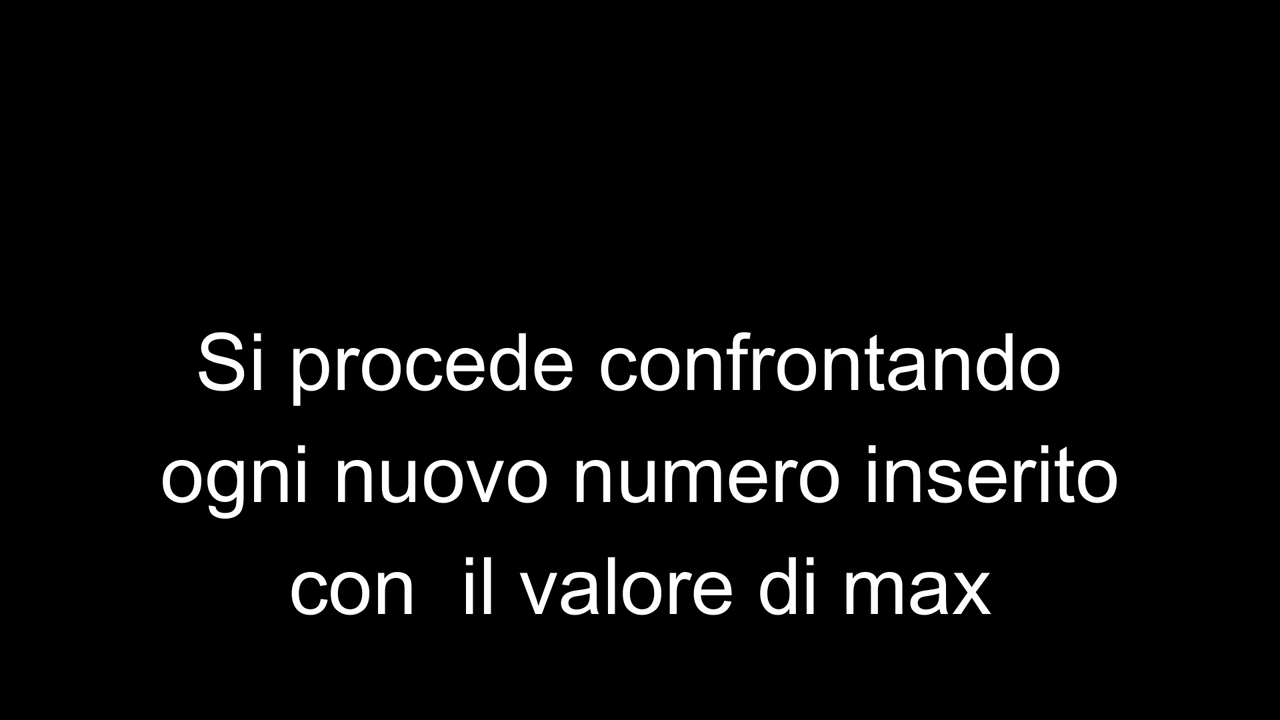 Si procede confrontando
ogni nuovo numero inserito
con  il valore di max